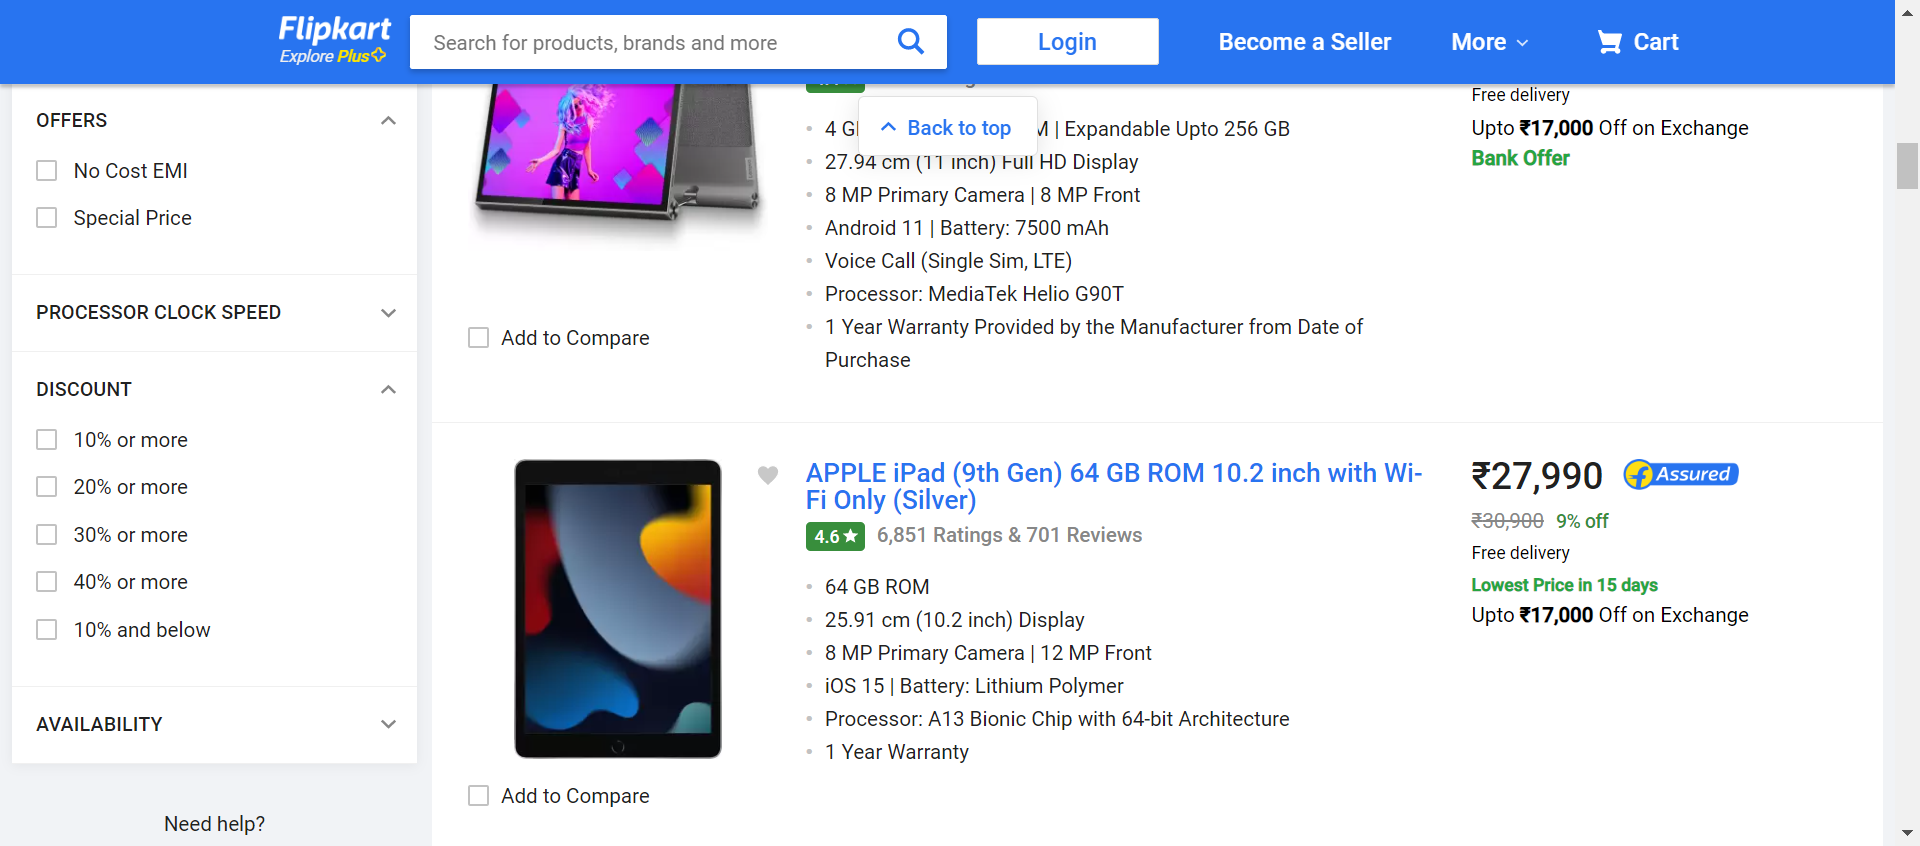 Flipkart
Explore Plus
Search for products, brands and more
Login
Become a Seller
More
Cart
OFFERS
No Cost EMI
Special Price
PROCESSOR CLOCK SPEED
DISCOUNT
10% or more
20% or more
30% or more
40% or more
10% and below
AVAILABILITY
Need help?
Back to top
4 G
| Expandable Upto 256 GB
27.94 cm (11 inch) Full HD Display
8 MP Primary Camera | 8 MP Front
Android 11 | Battery: 7500 mAh
Voice Call (Single Sim, LTE)
Processor: MediaTek Helio G90T
1 Year Warranty Provided by the Manufacturer from Date of
Purchase
Add to Compare
Free delivery
Upto ₹17,000 Off on Exchange
Bank Offer
APPLE iPad (9th Gen) 64 GB ROM 10.2 inch with Wi-
Fi Only (Silver)
4.6★ 6,851 Ratings & 701 Reviews
64 GB ROM
25.91 cm (10.2 inch) Display
8 MP Primary Camera | 12 MP Front
iOS 15 | Battery: Lithium Polymer
Processor: A13 Bionic Chip with 64-bit Architecture
1 Year Warranty
Add to Compare
₹27,990
Assured
₹30,900 9% off
Free delivery
Lowest Price in 15 days
Upto ₹17,000 Off on Exchange